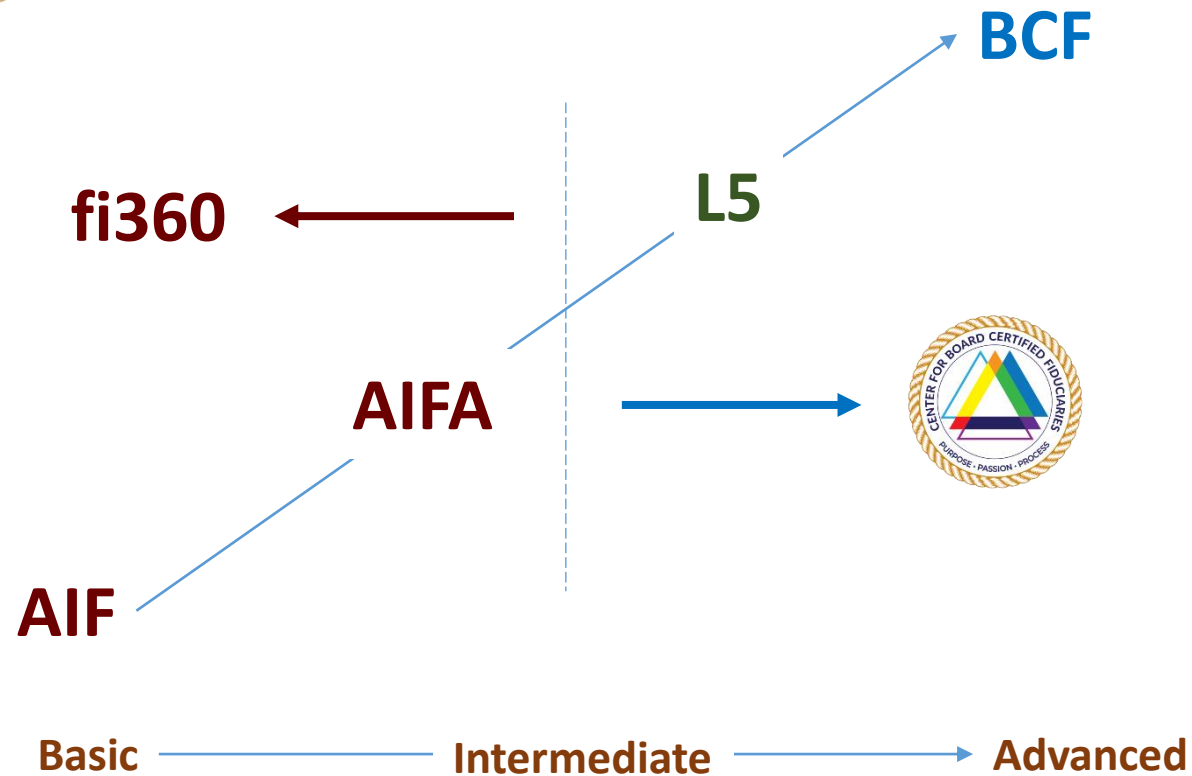 BCF
L5
fi360
CENTER FOR BOARD CERTIFIED FIDUCIARIES
PURPOSE • PASSION • PROCESS
AIFA
AIF
Basic Intermediate Advanced